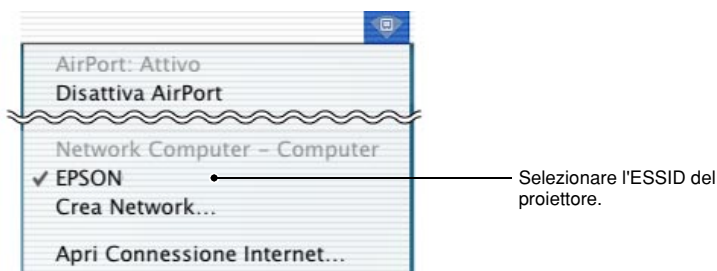 AirPort: Attivo
Disattiva AirPort
Network Computer – Computer
✓ EPSON
Crea Network...
Apri Connessione Internet...
Selezionare l'ESSID del
proiettore.